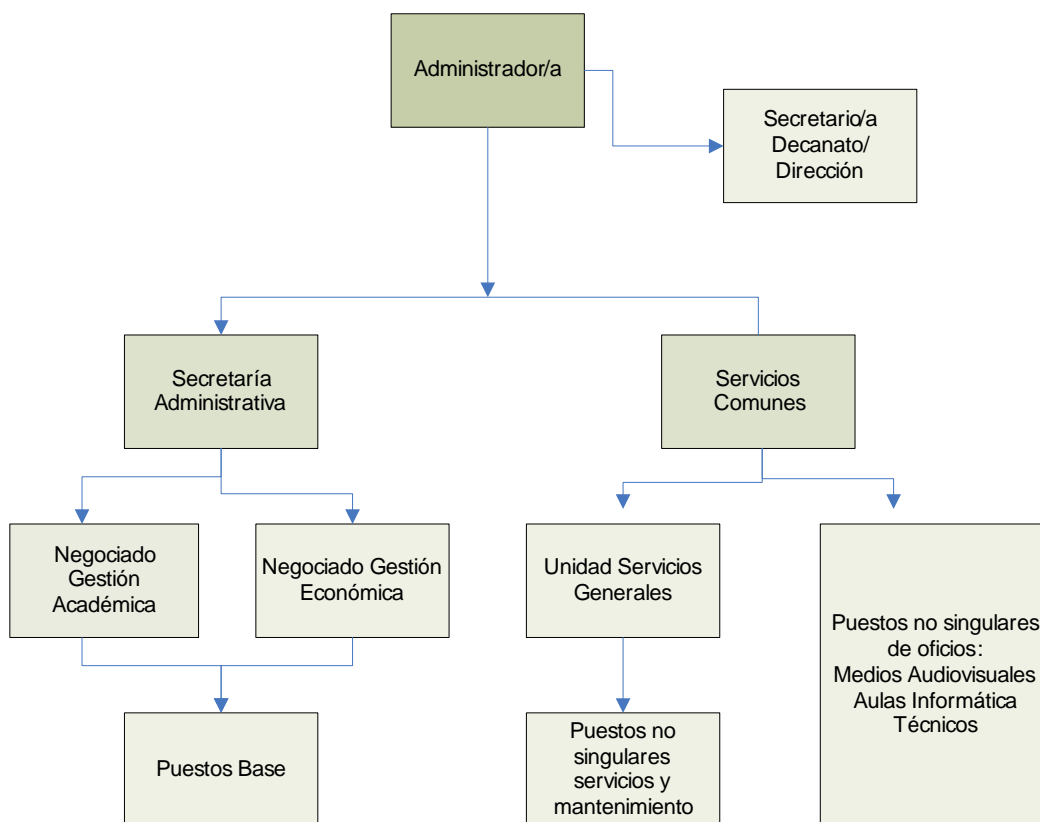 Administrador/a
Secretario/a
Decanato/
Dirección
Secretaría
Administrativa
Servicios
Comunes
Negociado
Gestión
Académica
Negociado Gestión
Económica
Unidad Servicios
Generales
Puestos no singulares
de oficios:
Medios Audiovisuales
Aulas Informática
Técnicos
Puestos Base
Puestos no
singulares
servicios y
mantenimiento